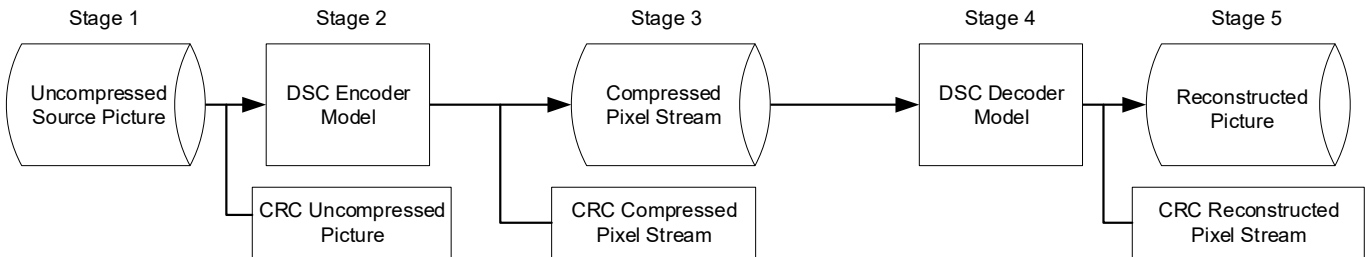 Stage 1
Stage 2
Stage 3
Stage 4
Stage 5
Uncompressed
Source Picture
DSC Encoder
Model
Compressed
Pixel Stream
DSC Decoder
Model
Reconstructed
Picture
CRC Uncompressed
Picture
CRC Compressed
Pixel Stream
CRC Reconstructed
Pixel Stream